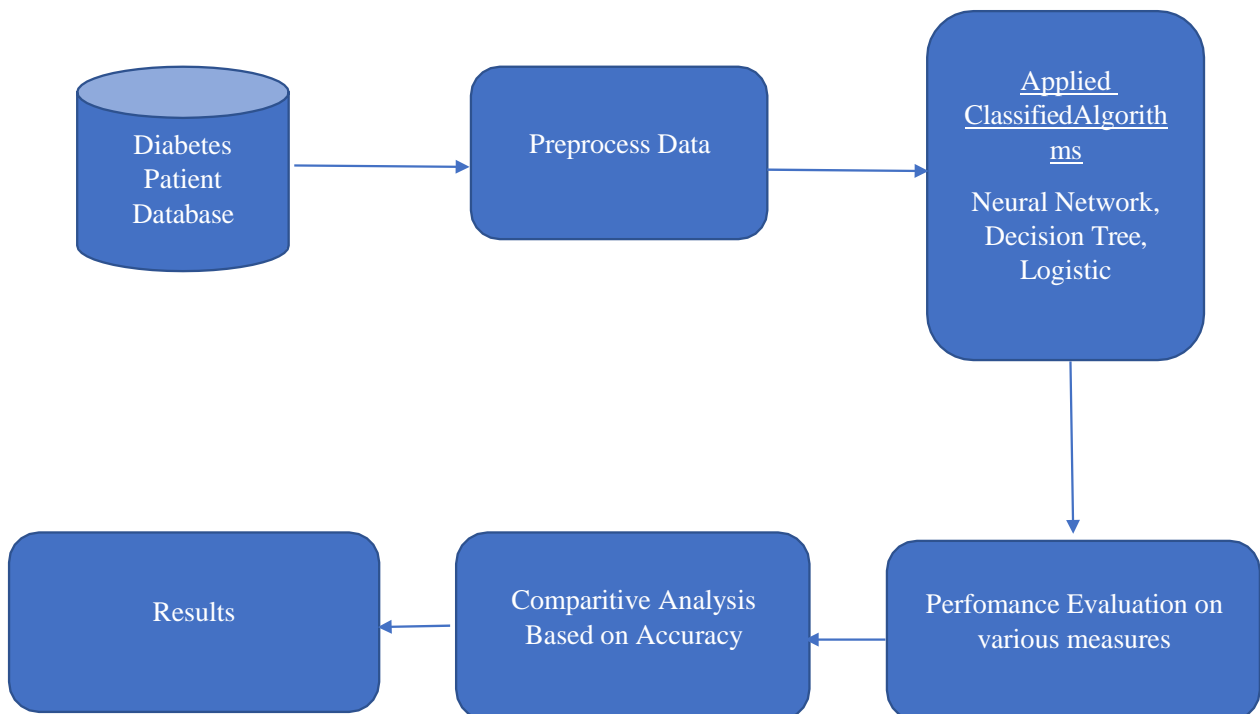 Diabetes
Patient
Database
Preprocess Data
Applied
ClassifiedAlgorith
ms
Neural Network,
Decision Tree,
Logistic
Perfomance Evaluation on
various measures
Comparitive Analysis
Based on Accuracy
Results